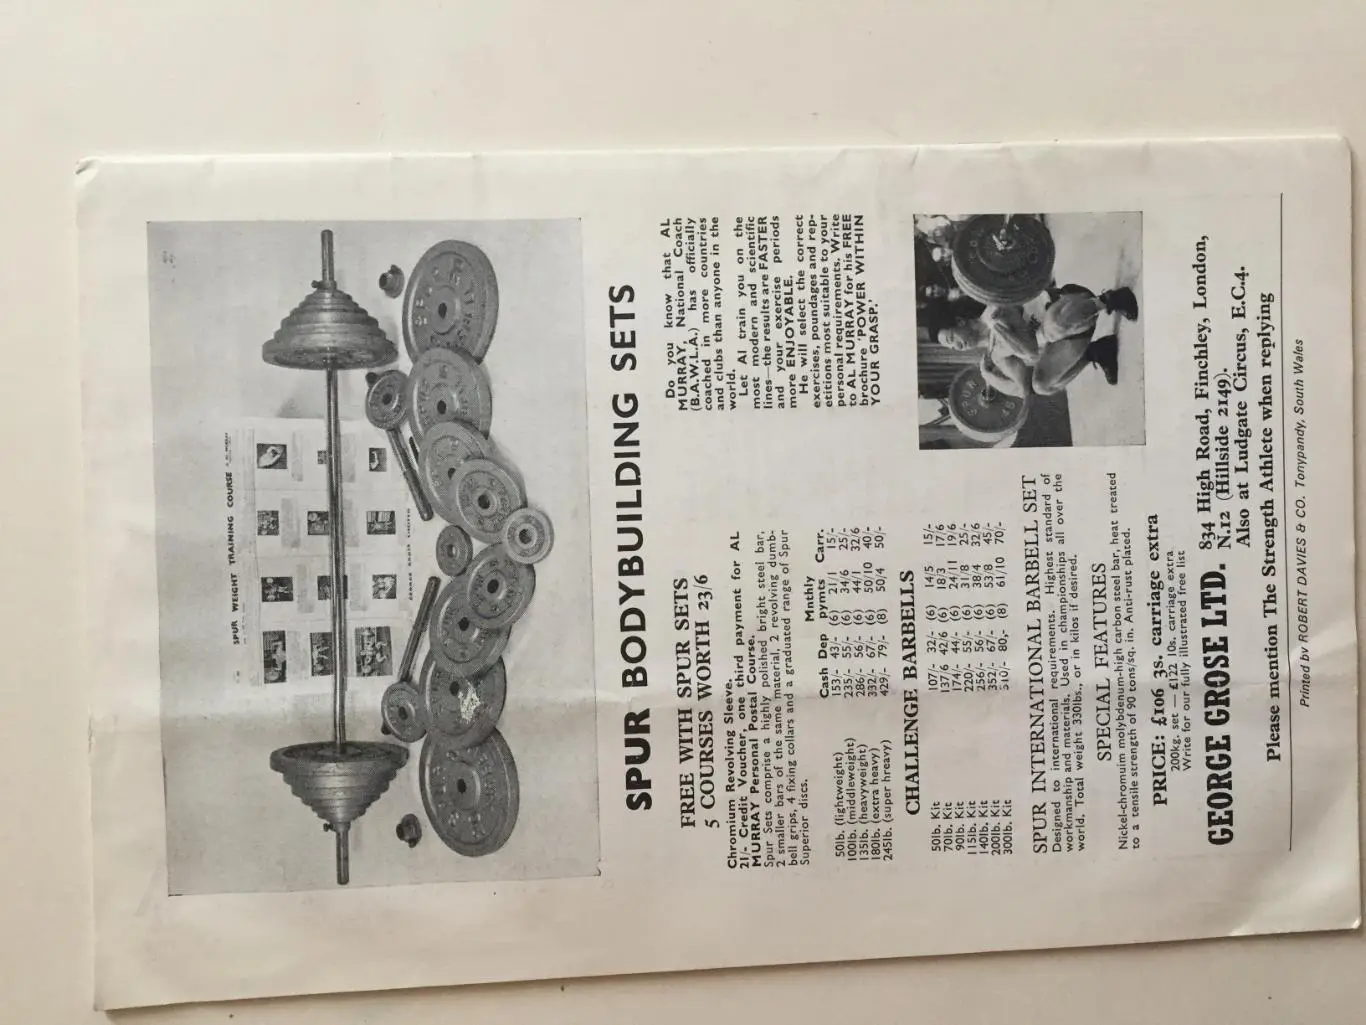 SPUR WEIGHT TRAINING COURSE
SPUR BODYBUILDING SETS
FREE WITH SPUR SETS
5 COURSES WORTH 23/6
Chromium Revolving Sleeve.
21/- Credit Voucher, one third payment for AL
MURRAY Personal Postal Course.
Spur Sets comprise a highly polished bright steel bar,
2 smaller bars of the same material, 2 revolving dumb-
bell grips, 4 fixing collars and a graduated range of Spur
Superior discs.
Mnthly
Cash Dep pymts Carr.
50lb. (lightweight) 153/- 43/- (6) 21/1 15/-
100lb. (middleweight) 235/- 55/- (6) 34/6 25/-
135lb. (heavyweight) 286/- 56/- (6) 44/1 32/6
180lb. (extra heavy) 332/- 67/- (6) 50/10 40/-
245lb. (super hreavy) 429/- 79/- (8) 50/4 50/-
CHALLENGE BARBELLS
50lb. Kit 107/- 32/- (6) 14/5 15/-
70lb. Kit 137/6 42/6 (6) 18/3 17/6
90lb. Kit 174/- 44/- (6) 24/11 19/6
115lb. Kit 220/- 55/- (6) 31/8 25/-
140lb. Kit 256/- 56/- (6) 38/4 32/6
200lb. Kit 352/- 67/- (6) 53/8 45/-
300lb. Kit 510/- 80,- (8) 61/10 70/-
SPUR INTERNATIONAL BARBELL SET
Designed to international requirements. Highest standard of
workmanship and materials. Used in championships all over the
world. Total weight 330lbs., or in kilos if desired.
SPECIAL FEATURES
Nickel-chromuim molybdenum-high carbon steel bar, heat treated
to a tensile strength of 90 tons/sq. in. Anti-rust plated.
PRICE: £106 3s. carriage extra
200kg. set — £122 10s. carriage extra
Write for our fully illustrated free list
Do you know that AL
MURRAY, National Coach
(B.A.W.L.A.) has officially
coached in more countries
and clubs than anyone in the
world.
Let Al train you on the
most modern and scientific
lines—the results are FASTER
and your exercise periods
more ENJOYABLE.
He will select the correct
exercises, poundages and rep-
etitions most suitable to your
personal requirements. Write
to AL MURRAY for his FREE
brochure 'POWER WITHIN
YOUR GRASP.'
SPUR
45
GEORGE GROSE LTD. 834 High Road, Finchley, London,
N.12 (Hillside 2149).
Also at Ludgate Circus, E.C.4.
Please mention The Strength Athlete when replying
Printed by ROBERT DAVIES & CO. Tonypandy, South Wales